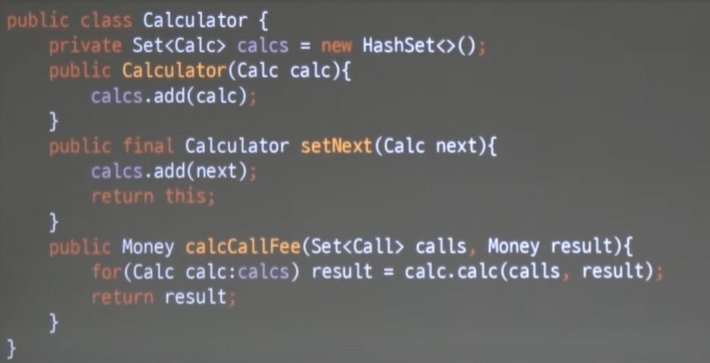 public class Calculator {
    private Set<Calc> calcs = new HashSet<>();
    public Calculator(Calc calc){
        calcs.add(calc);
    }
    public final Calculator setNext(Calc next){
        calcs.add(next);
        return this;
    }
    public Money calcCallFee(Set<Call> calls, Money result){
        for(Calc calc:calcs) result = calc.calc(calls, result);
        return result;
    }
}